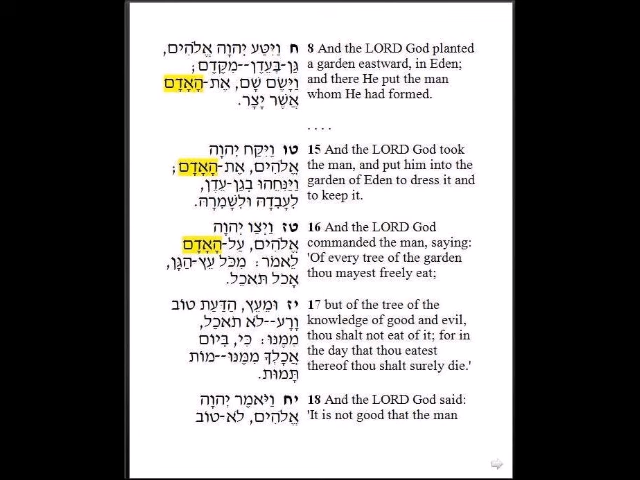 ח וַיִּטַּע יְהוָה אֱלֹהִים,
גַּן-בְּעֵדֶן--מִקֶּדֶם;
וַיָּשֶׂם שָׁם, אֶת-הָאָדָם
אֲשֶׁר יָצָר.
8 And the LORD God planted
a garden eastward, in Eden;
and there He put the man
whom He had formed.
. . . .
טו וַיִּקַּח יְהוָה
אֱלֹהִים, אֶת-הָאָדָם;
וַיַּנִּחֵהוּ בְגַן-עֵדֶן,
לְעָבְדָהּ וּלְשָׁמְרָהּ.
15 And the LORD God took
the man, and put him into the
garden of Eden to dress it and
to keep it.
טז וַיְצַו יְהוָה
אֱלֹהִים, עַל-הָאָדָם
לֵאמֹר: מִכֹּל עֵץ-הַגָּן,
אָכֹל תֹּאכֵל.
16 And the LORD God
commanded the man, saying:
'Of every tree of the garden
thou mayest freely eat;
יז וּמֵעֵץ, הַדַּעַת טוֹב
וָרָע--לֹא תֹאכַל,
מִמֶּנּוּ: כִּי, בְּיוֹם
אֲכָלְךָ מִמֶּנּוּ--מוֹת
תָּמוּת.
17 but of the tree of the
knowledge of good and evil,
thou shalt not eat of it; for in
the day that thou eatest
thereof thou shalt surely die.'
יח וַיֹּאמֶר יְהוָה
אֱלֹהִים, לֹא-טוֹב
18 And the LORD God said:
'It is not good that the man